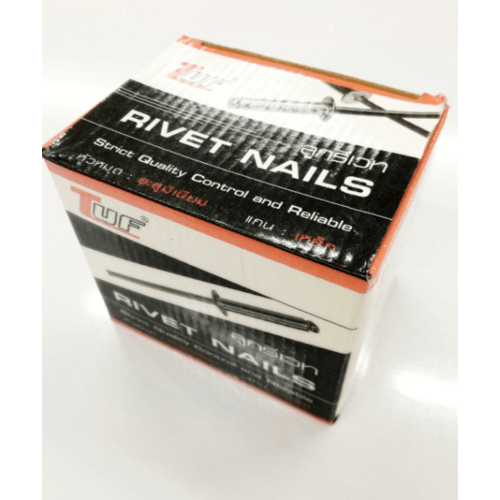 TUF®
ลูกรีเวท
RIVET NAILS
Strict Quality Control and Reliable
หัวหมุด : อะลูมิเนียม แกน : เหล็ก
TUF®
ลูกรีเวท
RIVET NAILS
Strict Quality Control and Reliable